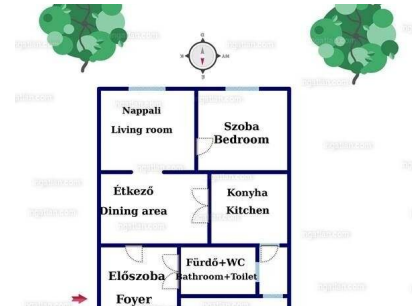 Nappali
Living room
Szoba
Bedroom
Étkező
Dining area
Konyha
Kitchen
Fürdő+WC
Bathroom+Toilet
Előszoba
Foyer